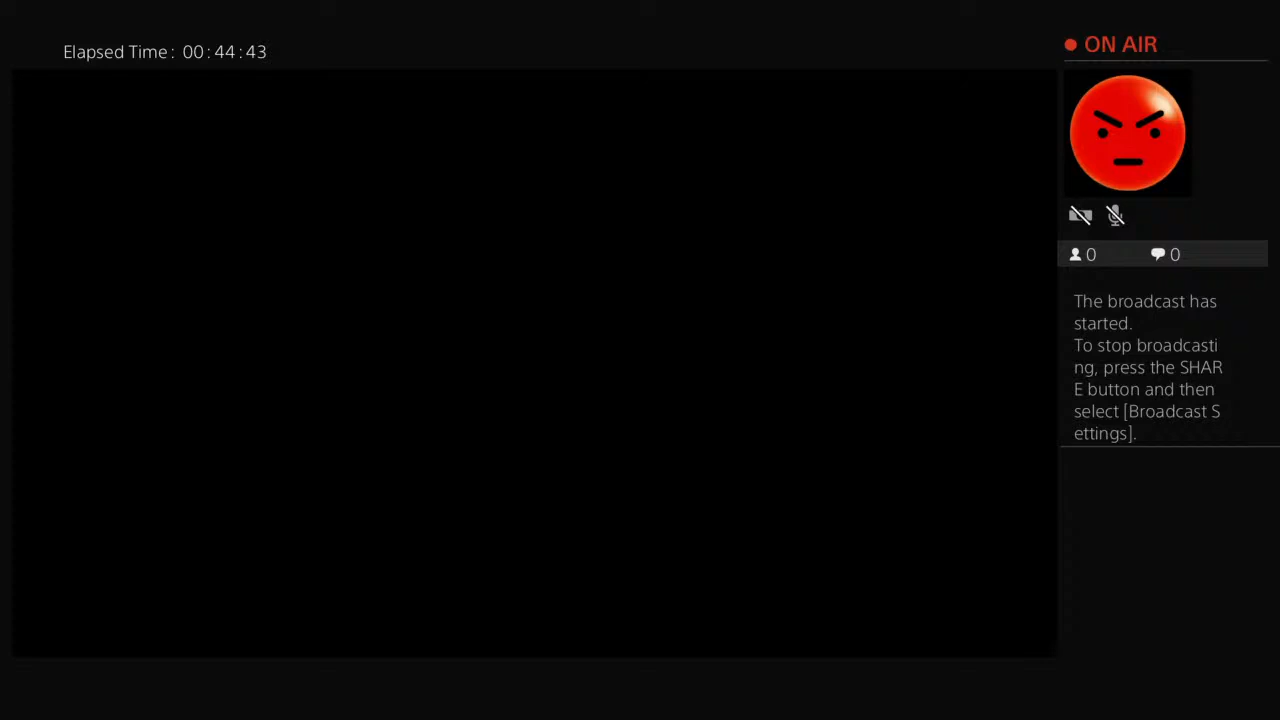 Elapsed Time: 00:44:43
ON AIR
0 0
The broadcast has
started.
To stop broadcasti
ng, press the SHAR
E button and then
select [Broadcast S
ettings].